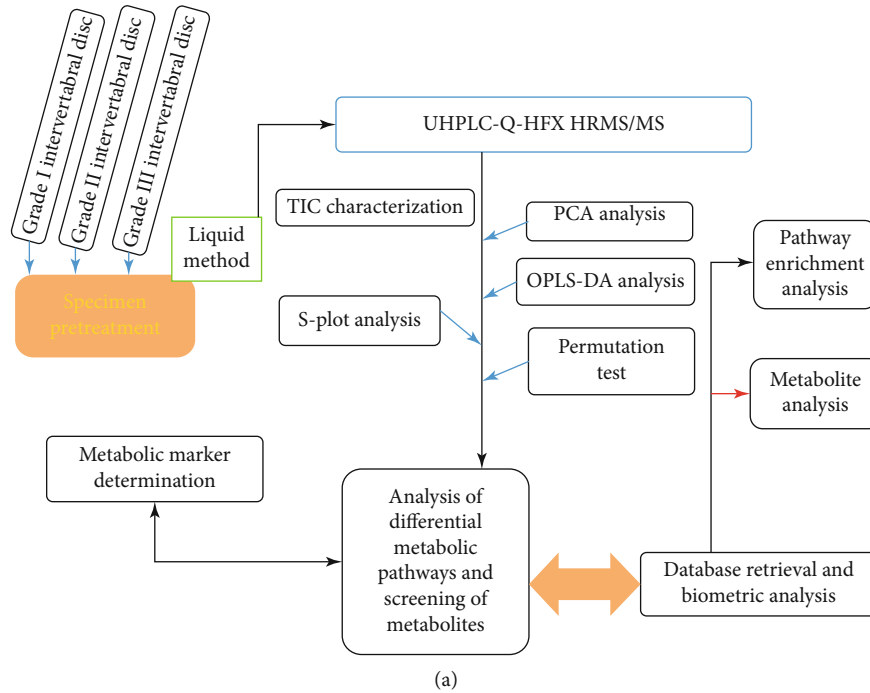 Grade I intervertabral disc
Grade II intervertabral disc
Grade III intervertabral disc
Liquid
method
Specimen
pretreatment
UHPLC-Q-HFX HRMS/MS
TIC characterization
PCA analysis
OPLS-DA analysis
S-plot analysis
Permutation
test
Pathway
enrichment
analysis
Metabolite
analysis
Metabolic marker
determination
Analysis of
differential
metabolic
pathways and
screening of
metabolites
Database retrieval and
biometric analysis
(a)